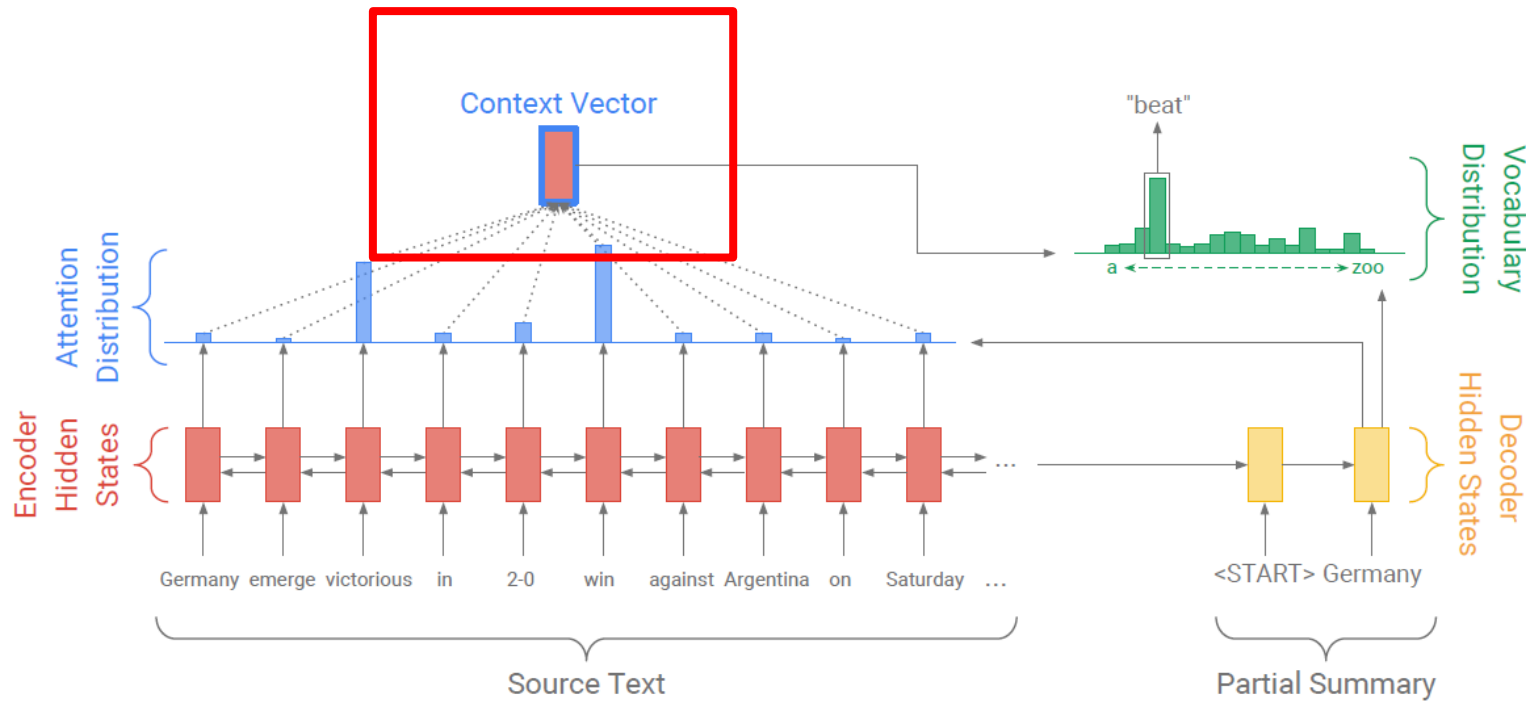 Context Vector
"beat"
a
zoo
Vocabulary
Distribution
Attention
Distribution
Encoder
Hidden
States
...
Decoder
Hidden States
Germany emerge victorious in 2-0 win against Argentina on Saturday ...
<START> Germany
Source Text
Partial Summary